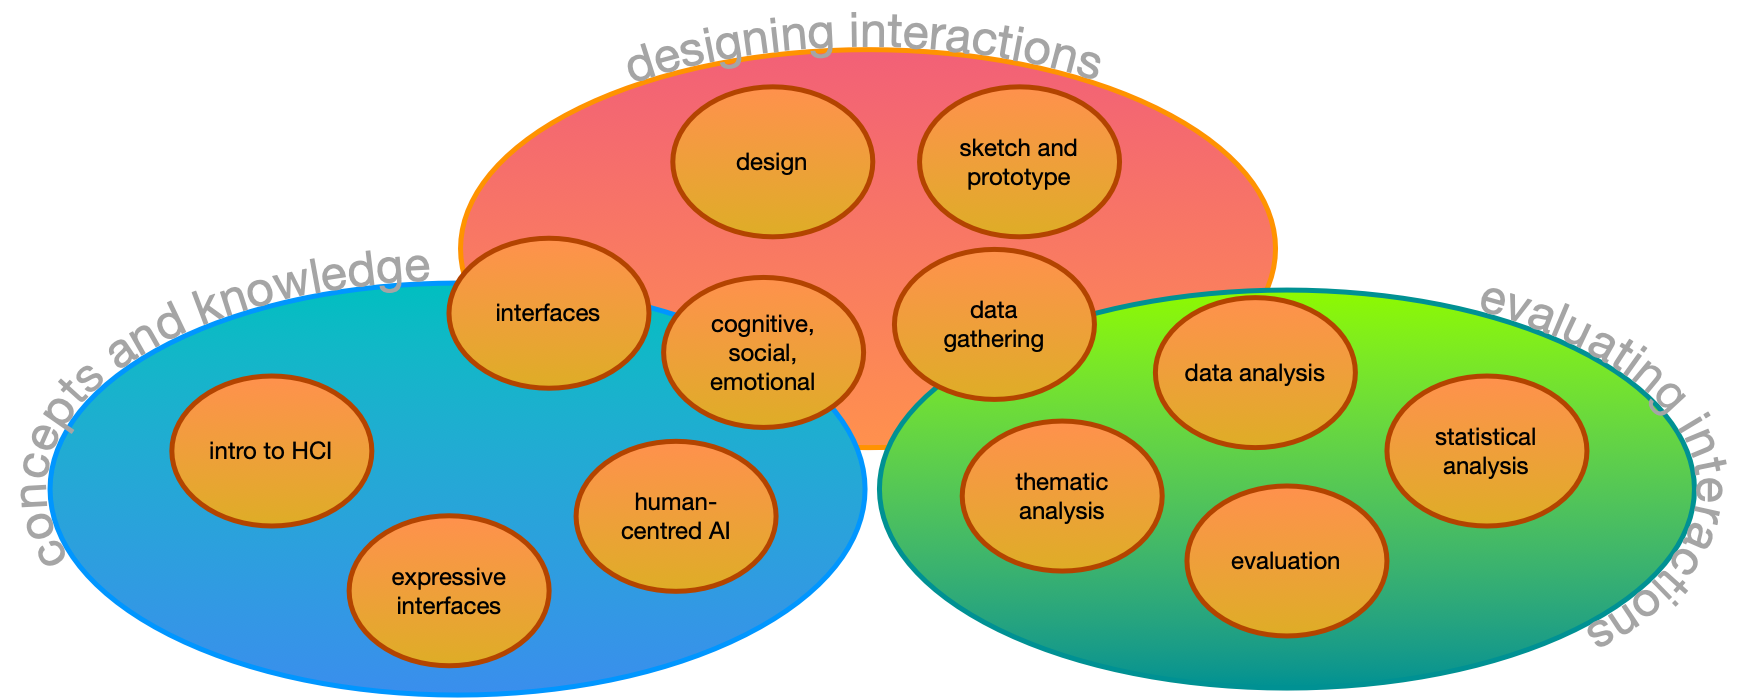 designing interactions
design
sketch and
prototype
concepts and knowledge
interfaces
cognitive,
social,
emotional
data
gathering
evaluating interactions
data analysis
intro to HCI
statistical
analysis
human-
centred AI
thematic
analysis
expressive
interfaces
evaluation